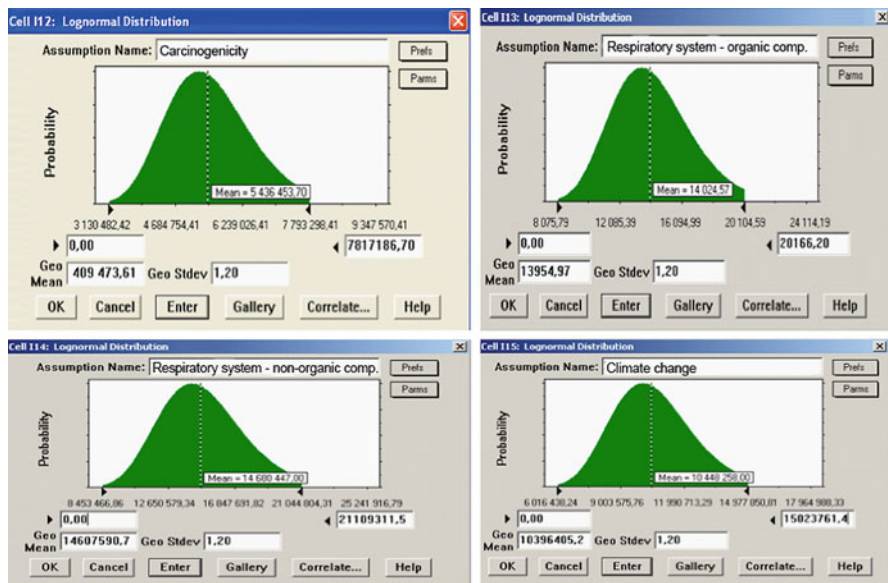 Cell I12: Lognormal Distribution
Assumption Name: Carcinogenicity
Prefs
Parms
Probability
Mean = 5 436 453,70
3 130 482,42 4 684 754,41 6 239 026,41 7 793 298,41 9 347 570,41
0,00 7817186,70
Geo Mean 409 473,61 Geo Stdev 1,20
OK Cancel Enter Gallery Correlate... Help
Cell I13: Lognormal Distribution
Assumption Name: Respiratory system - organic comp.
Prefs
Parms
Probability
Mean = 14 024,57
8 075,79 12 085,39 16 094,99 20 104,59 24 114,19
0,00 20166,20
Geo Mean 13954,97 Geo Stdev 1,20
OK Cancel Enter Gallery Correlate... Help
Cell I14: Lognormal Distribution
Assumption Name: Respiratory system - non-organic comp.
Prefs
Parms
Probability
Mean = 14 680 447,00
8 453 466,86 12 650 579,34 16 847 691,82 21 044 804,31 25 241 916,79
0,00 21109311,5
Geo Mean 14607590,7 Geo Stdev 1,20
OK Cancel Enter Gallery Correlate... Help
Cell I15: Lognormal Distribution
Assumption Name: Climate change
Prefs
Parms
Probability
Mean = 10 448 258,00
6 016 438,24 9 003 575,76 11 990 713,29 14 977 850,81 17 964 988,33
0,00 15023761,4
Geo Mean 10396405,2 Geo Stdev 1,20
OK Cancel Enter Gallery Correlate... Help